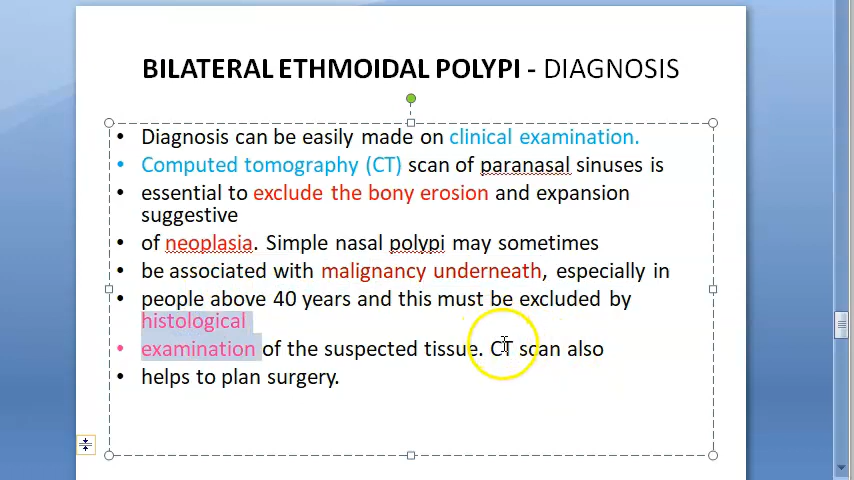 BILATERAL ETHMOIDAL POLYPI - DIAGNOSIS
• Diagnosis can be easily made on clinical examination.
• Computed tomography (CT) scan of paranasal sinuses is
• essential to exclude the bony erosion and expansion
suggestive
• of neoplasia. Simple nasal polypi may sometimes
• be associated with malignancy underneath, especially in
• people above 40 years and this must be excluded by
histological
• examination of the suspected tissue. CT scan also
• helps to plan surgery.